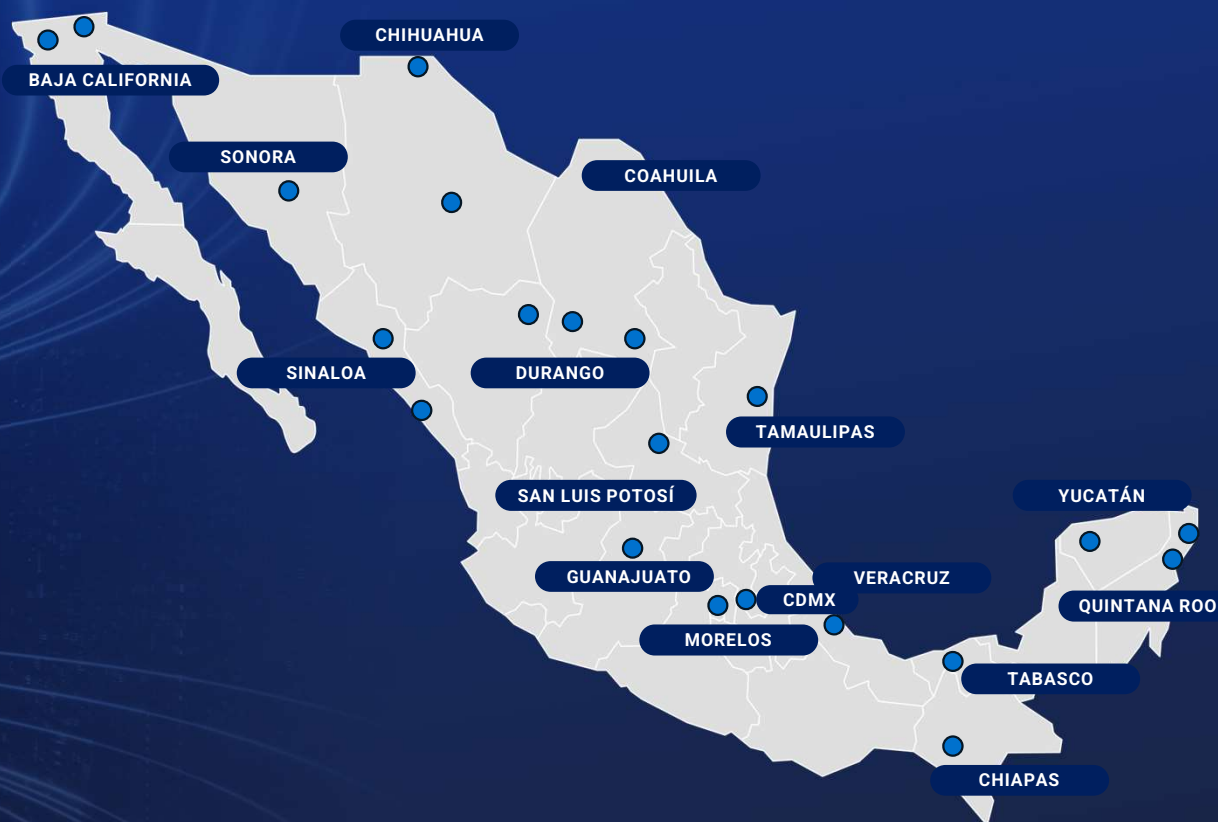 CHIHUAHUA
BAJA CALIFORNIA
SONORA
COAHUILA
SINALOA
DURANGO
TAMAULIPAS
SAN LUIS POTOSÍ
YUCATÁN
GUANAJUATO
VERACRUZ
CDMX
QUINTANA ROO
MORELOS
TABASCO
CHIAPAS